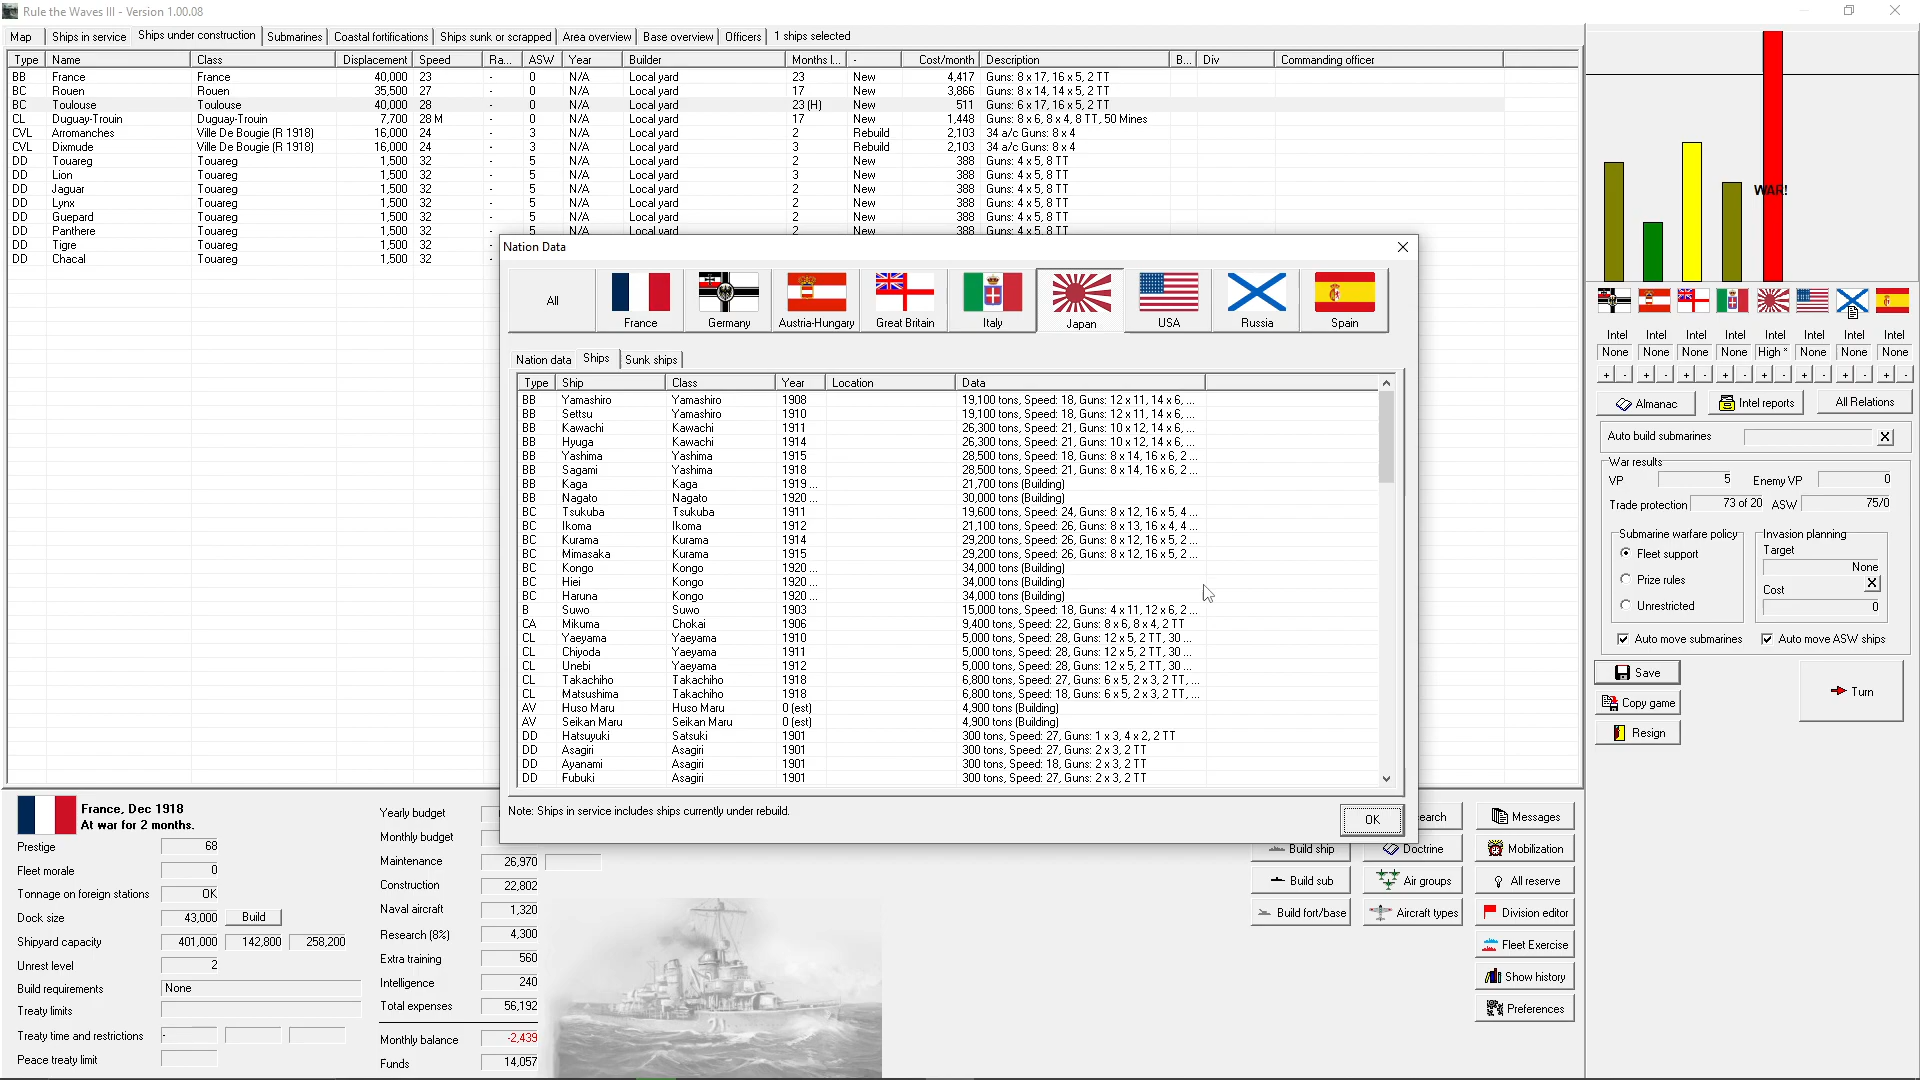 Rule the Waves III - Version 1.00.08
Map Ships in service Ships under construction Submarines Coastal fortifications Ships sunk or scrapped Area overview Base overview Officers 1 ships selected
Type Name Class Displacement Speed Ra... ASW Year Builder Months l... - Cost/month Description B... Div Commanding officer
BB France France 40,000 23 - 0 N/A Local yard 23 New 4,417 Guns: 8 x 17, 16 x 5, 2 TT
BC Rouen Rouen 35,500 27 - 0 N/A Local yard 17 New 3,866 Guns: 8 x 14, 14 x 5, 2 TT
BC Toulouse Toulouse 40,000 28 - 0 N/A Local yard 23 (H) New 511 Guns: 6 x 17, 16 x 5, 2 TT
CL Duguay-Trouin Duguay-Trouin 7,700 28 M - 0 N/A Local yard 17 New 1,448 Guns: 8 x 6, 8 x 4, 8 TT, 50 Mines
CVL Arromanches Ville De Bougie (R 1918) 16,000 24 - 3 N/A Local yard 2 Rebuild 2,103 34 a/c Guns: 8 x 4
CVL Dixmude Ville De Bougie (R 1918) 16,000 24 - 3 N/A Local yard 3 Rebuild 2,103 34 a/c Guns: 8 x 4
DD Touareg Touareg 1,500 32 - 5 N/A Local yard 2 New 388 Guns: 4 x 5, 8 TT
DD Lion Touareg 1,500 32 - 5 N/A Local yard 3 New 388 Guns: 4 x 5, 8 TT
DD Jaguar Touareg 1,500 32 - 5 N/A Local yard 2 New 388 Guns: 4 x 5, 8 TT
DD Lynx Touareg 1,500 32 - 5 N/A Local yard 2 New 388 Guns: 4 x 5, 8 TT
DD Guepard Touareg 1,500 32 - 5 N/A Local yard 2 New 388 Guns: 4 x 5, 8 TT
DD Panthere Touareg 1,500 32 - 5 N/A Local yard 2 New 388 Guns: 4 x 5, 8 TT
DD Tigre Touareg 1,500 32 -
DD Chacal Touareg 1,500 32 -
WAR!
Nation Data
All France Germany Austria-Hungary Great Britain Italy Japan USA Russia Spain
Nation data Ships Sunk ships
Type Ship Class Year Location Data
BB Yamashiro Yamashiro 1908 19,100 tons, Speed: 18, Guns: 12 x 11, 14 x 6, ...
BB Settsu Yamashiro 1910 19,100 tons, Speed: 18, Guns: 12 x 11, 14 x 6, ...
BB Kawachi Kawachi 1911 26,300 tons, Speed: 21, Guns: 10 x 12, 14 x 6, ...
BB Hyuga Kawachi 1914 26,300 tons, Speed: 21, Guns: 10 x 12, 14 x 6, ...
BB Yashima Yashima 1915 28,500 tons, Speed: 18, Guns: 8 x 14, 16 x 6, 2 ...
BB Sagami Yashima 1918 28,500 tons, Speed: 21, Guns: 8 x 14, 16 x 6, 2 ...
BB Kaga Kaga 1919 ... 21,700 tons (Building)
BB Nagato Nagato 1920 ... 30,000 tons (Building)
BC Tsukuba Tsukuba 1911 19,600 tons, Speed: 24, Guns: 8 x 12, 16 x 5, 4 ...
BC Ikoma Ikoma 1912 21,100 tons, Speed: 26, Guns: 8 x 13, 16 x 4, 4 ...
BC Kurama Kurama 1914 29,200 tons, Speed: 26, Guns: 8 x 12, 16 x 5, 2 ...
BC Mimasaka Kurama 1915 29,200 tons, Speed: 26, Guns: 8 x 12, 16 x 5, 2 ...
BC Kongo Kongo 1920 ... 34,000 tons (Building)
BC Hiei Kongo 1920 ... 34,000 tons (Building)
BC Haruna Kongo 1920 ... 34,000 tons (Building)
B Suwo Suwo 1903 15,000 tons, Speed: 18, Guns: 4 x 11, 12 x 6, 2 ...
CA Mikuma Chokai 1906 9,400 tons, Speed: 22, Guns: 8 x 6, 8 x 4, 2 TT
CL Yaeyama Yaeyama 1910 5,000 tons, Speed: 28, Guns: 12 x 5, 2 TT, 30 ...
CL Chiyoda Yaeyama 1911 5,000 tons, Speed: 28, Guns: 12 x 5, 2 TT, 30 ...
CL Unebi Yaeyama 1912 5,000 tons, Speed: 28, Guns: 12 x 5, 2 TT, 30 ...
CL Takachiho Takachiho 1918 6,800 tons, Speed: 27, Guns: 6 x 5, 2 x 3, 2 TT, ...
CL Matsushima Takachiho 1918 6,800 tons, Speed: 18, Guns: 6 x 5, 2 x 3, 2 TT, ...
AV Huso Maru Huso Maru 0 (est) 4,900 tons (Building)
AV Seikan Maru Seikan Maru 0 (est) 4,900 tons (Building)
DD Hatsuyuki Satsuki 1901 300 tons, Speed: 27, Guns: 1 x 3, 4 x 2, 2 TT
DD Asagiri Asagiri 1901 300 tons, Speed: 27, Guns: 2 x 3, 2 TT
DD Ayanami Asagiri 1901 300 tons, Speed: 18, Guns: 2 x 3, 2 TT
DD Fubuki Asagiri 1901 300 tons, Speed: 27, Guns: 2 x 3, 2 TT
Note: Ships in service includes ships currently under rebuild.
OK
Intel Intel Intel Intel Intel Intel Intel Intel
None None None None High * None None None
+ - + - + - + - + - + - + - + -
Almanac Intel reports All Relations
Auto build submarines X
War results
VP 5 Enemy VP 0
Trade protection 73 of 20 ASW 75/0
Submarine warfare policy
Fleet support
Prize rules
Unrestricted
Invasion planning
Target
None
Cost X
0
Auto move submarines Auto move ASW ships
Save
Copy game
Resign
Turn
France, Dec 1918
At war for 2 months.
Prestige 68
Fleet morale 0
Tonnage on foreign stations OK
Dock size 43,000 Build
Shipyard capacity 401,000 142,800 258,200
Unrest level 2
Build requirements None
Treaty limits
Treaty time and restrictions -
Peace treaty limit
Yearly budget
Monthly budget
Maintenance 26,970
Construction 22,802
Naval aircraft 1,320
Research (8%) 4,300
Extra training 560
Intelligence 240
Total expenses 56,192
Monthly balance -2,439
Funds 14,057
earch Messages
Build ship Doctrine Mobilization
Build sub Air groups All reserve
Build fort/base Aircraft types Division editor
Fleet Exercise
Show history
Preferences